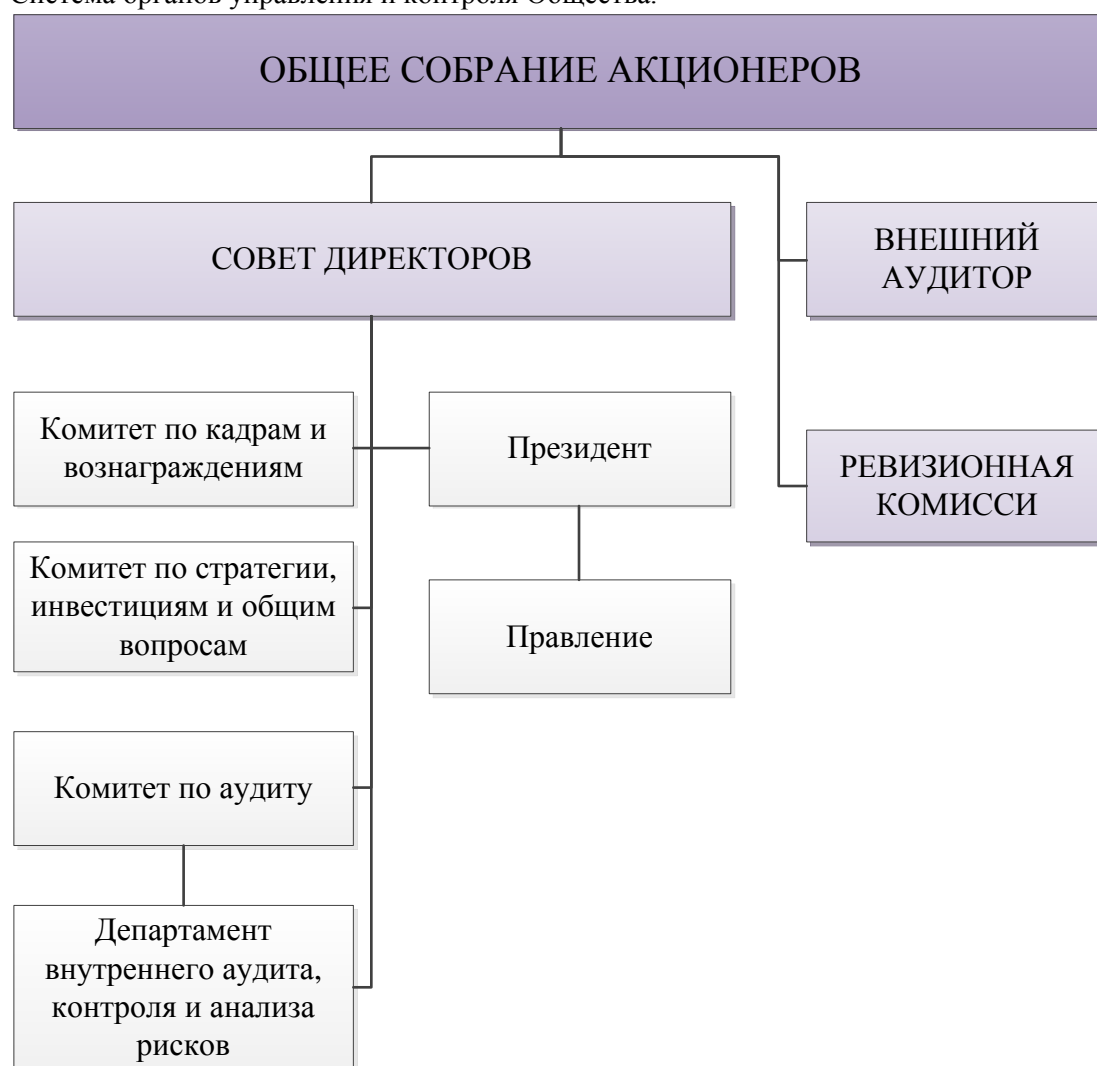 Система органов управления и контроля Общества:
ОБЩЕЕ СОБРАНИЕ АКЦИОНЕРОВ
СОВЕТ ДИРЕКТОРОВ
ВНЕШНИЙ
АУДИТОР
Комитет по кадрам и
вознаграждениям
Президент
РЕВИЗИОННАЯ
КОМИССИ
Комитет по стратегии,
инвестициям и общим
вопросам
Правление
Комитет по аудиту
Департамент
внутреннего аудита,
контроля и анализа
рисков